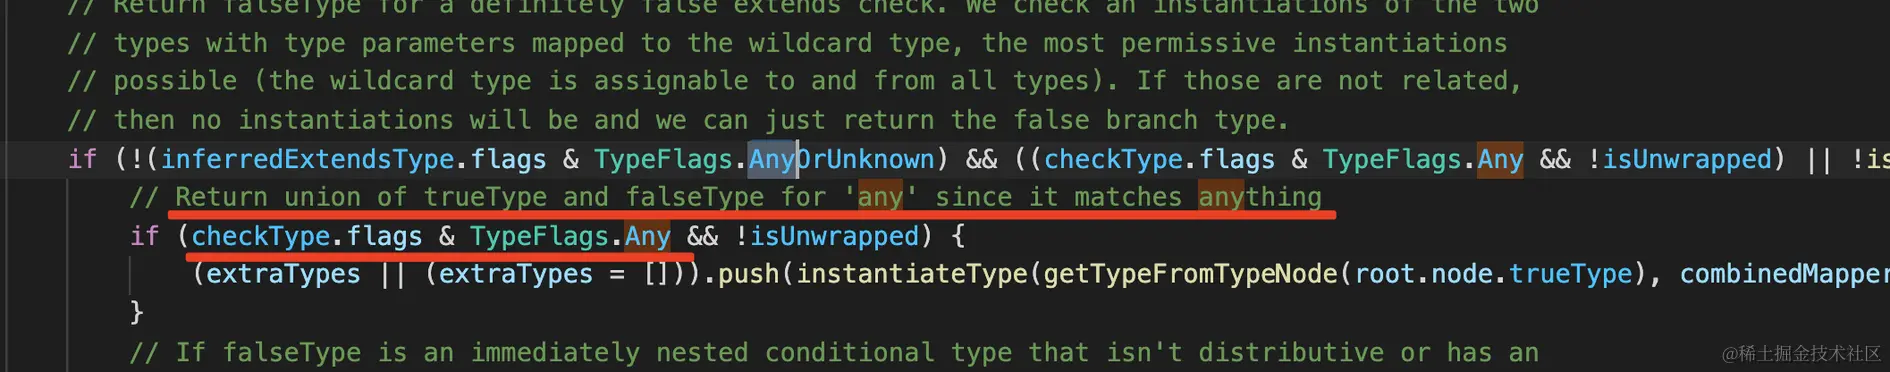 // Return falseType for a definitely false extends check. We check an instantiations of the two
// types with type parameters mapped to the wildcard type, the most permissive instantiations
// possible (the wildcard type is assignable to and from all types). If those are not related,
// then no instantiations will be and we can just return the false branch type.
if (!(inferredExtendsType.flags & TypeFlags.AnyOrUnknown) && ((checkType.flags & TypeFlags.Any && !isUnwrapped) || !is
// Return union of trueType and falseType for 'any' since it matches anything
if (checkType.flags & TypeFlags.Any && !isUnwrapped) {
(extraTypes || (extraTypes = [])).push(instantiateType(getTypeFromTypeNode(root.node.trueType), combinedMapper
}
// If falseType is an immediately nested conditional type that isn't distributive or has an
@稀土掘金技术社区